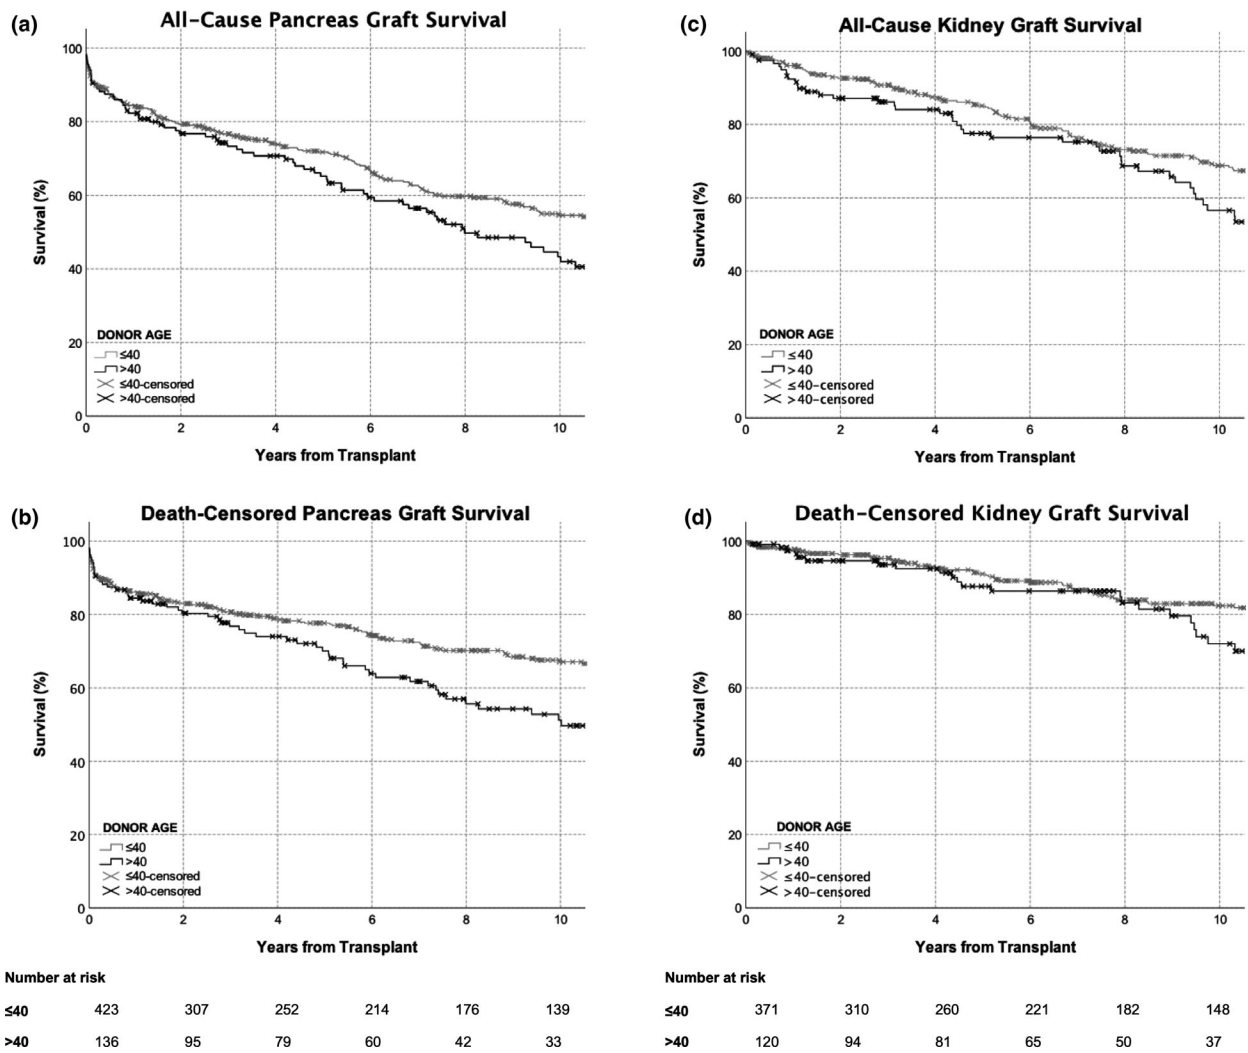 (a)
All-Cause Pancreas Graft Survival
100
80
60
40
20
0
Survival (%)
DONOR AGE
≤40
>40
≤40-censored
>40-censored
0 2 4 6 8 10
Years from Transplant
(c)
All-Cause Kidney Graft Survival
100
80
60
40
20
0
Survival (%)
DONOR AGE
≤40
>40
≤40-censored
>40-censored
0 2 4 6 8 10
Years from Transplant
(b)
Death-Censored Pancreas Graft Survival
100
80
60
40
20
0
Survival (%)
DONOR AGE
≤40
>40
≤40-censored
>40-censored
0 2 4 6 8 10
Years from Transplant
(d)
Death-Censored Kidney Graft Survival
100
80
60
40
20
0
Survival (%)
DONOR AGE
≤40
>40
≤40-censored
>40-censored
0 2 4 6 8 10
Years from Transplant
Number at risk
≤40 423 307 252 214 176 139
>40 136 95 79 60 42 33
Number at risk
≤40 371 310 260 221 182 148
>40 120 94 81 65 50 37